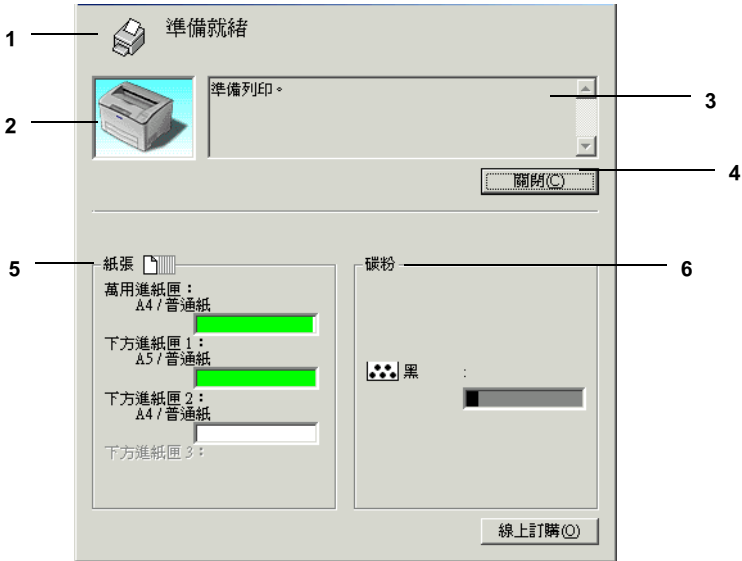 1
準備就緒
2
準備列印。
3
關閉(C)
4
5
紙張
萬用進紙匣：
A4 / 普通紙
下方進紙匣 1：
A5 / 普通紙
下方進紙匣 2：
A4 / 普通紙
下方進紙匣 3：
碳粉
6
黑 :
線上訂購(O)